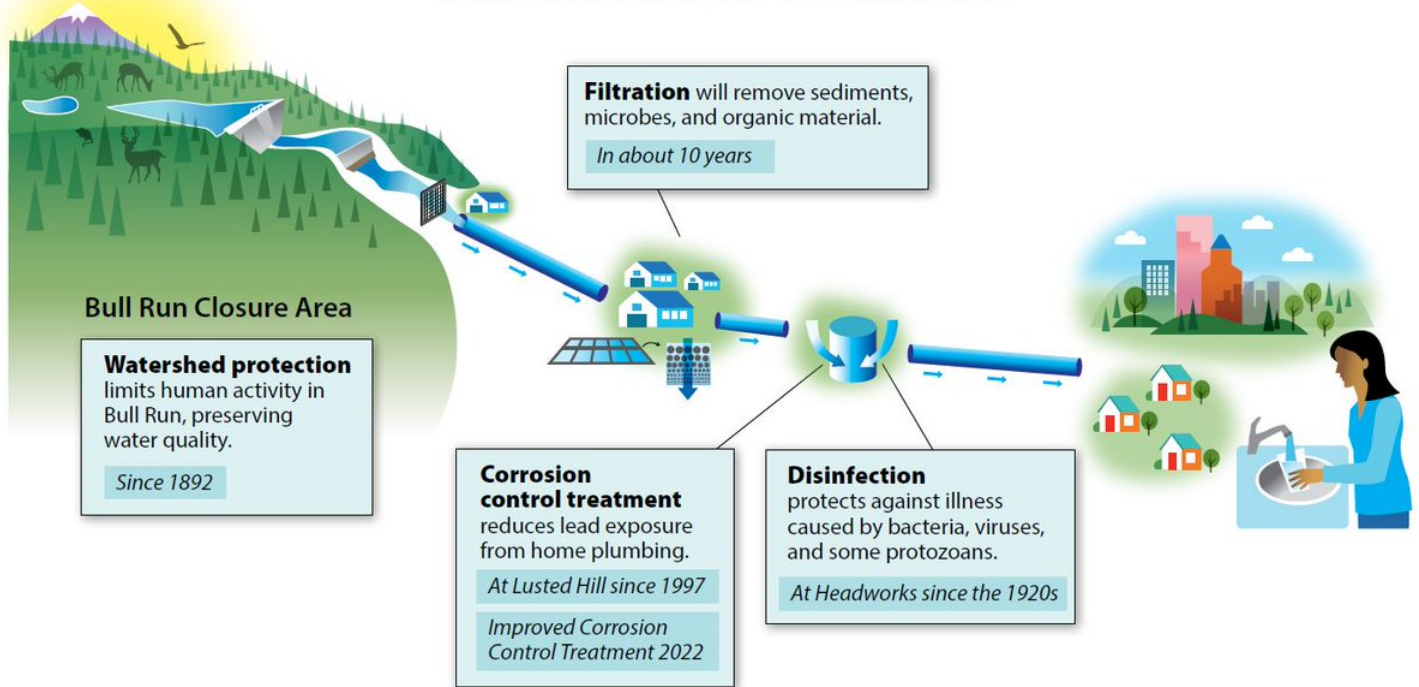 Filtration will remove sediments,
microbes, and organic material.
In about 10 years
Bull Run Closure Area
Watershed protection
limits human activity in
Bull Run, preserving
water quality.
Since 1892
Corrosion
control treatment
reduces lead exposure
from home plumbing.
At Lusted Hill since 1997
Improved Corrosion
Control Treatment 2022
Disinfection
protects against illness
caused by bacteria, viruses,
and some protozoans.
At Headworks since the 1920s